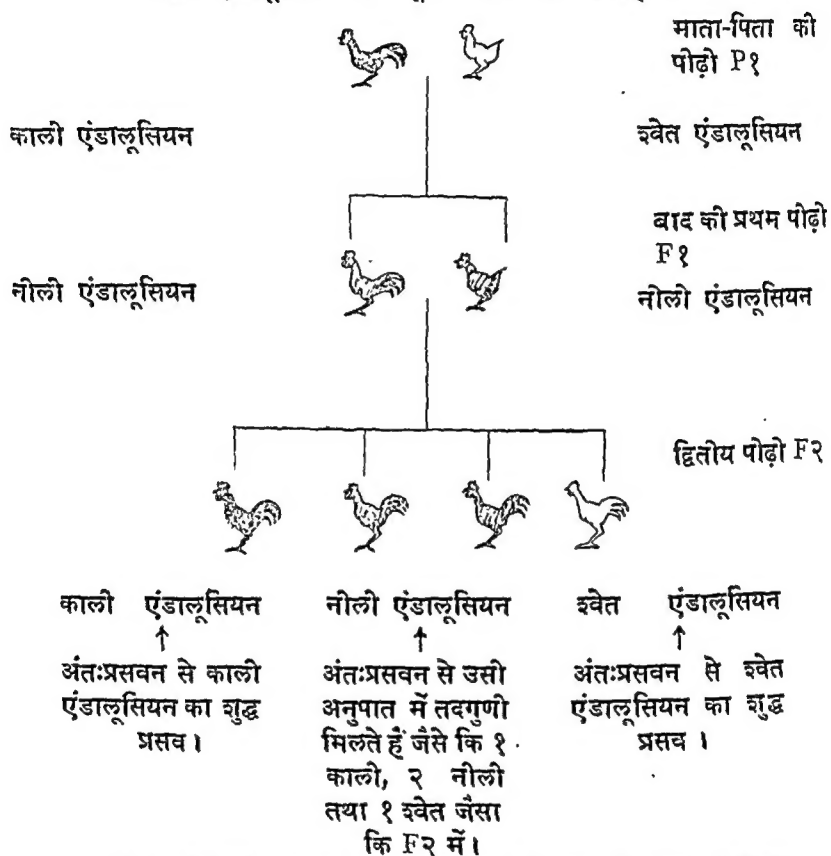 माता-पिता की
पोढ़ो P१
काली एंडालूसियन
श्वेत एंडालूसियन
बाद की प्रथम पोढ़ो
F१
नीली एंडालूसियन
नोलो एंडालूसियन
द्वितोय पोढ़ो F२
कालो एंडालूसियन
नीली एंडालूसियन
श्वेत एंडालूसियन
↑
↑
↑
अंतःप्रसवन से काली
एंडालूसियन का शुद्ध
प्रसव ।
अंतःप्रसवन से उसी
अनुपात में तदगुणी
मिलते हैं जैसे कि १
काली, २ नीली
तथा १ श्वेत जैसा
कि F२ में ।
अंतःप्रसवन से श्वेत
एंडालूसियन का शुद्ध
प्रसव ।